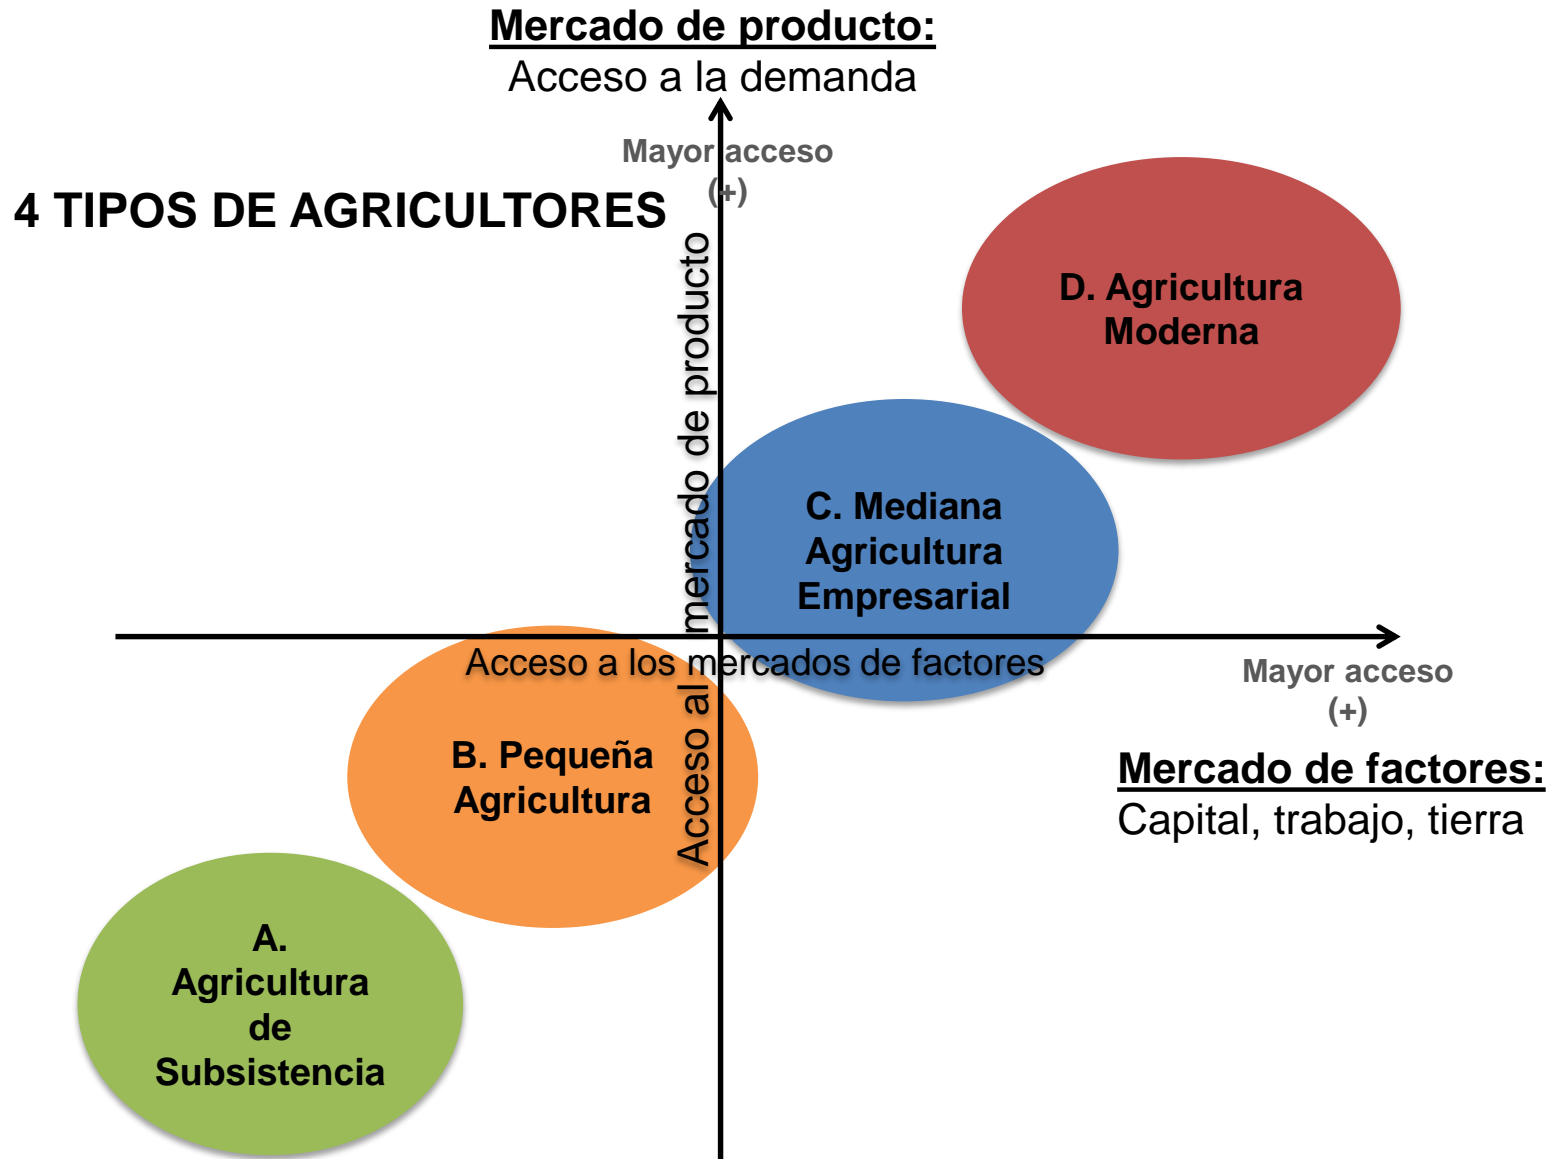 Mercado de producto:
Acceso a la demanda
Mayor acceso
(+)
4 TIPOS DE AGRICULTORES
Acceso al mercado de producto
D. Agricultura
Moderna
C. Mediana
Agricultura
Empresarial
Acceso a los mercados de factores
Mayor acceso
(+)
Mercado de factores:
Capital, trabajo, tierra
B. Pequeña
Agricultura
A.
Agricultura
de
Subsistencia